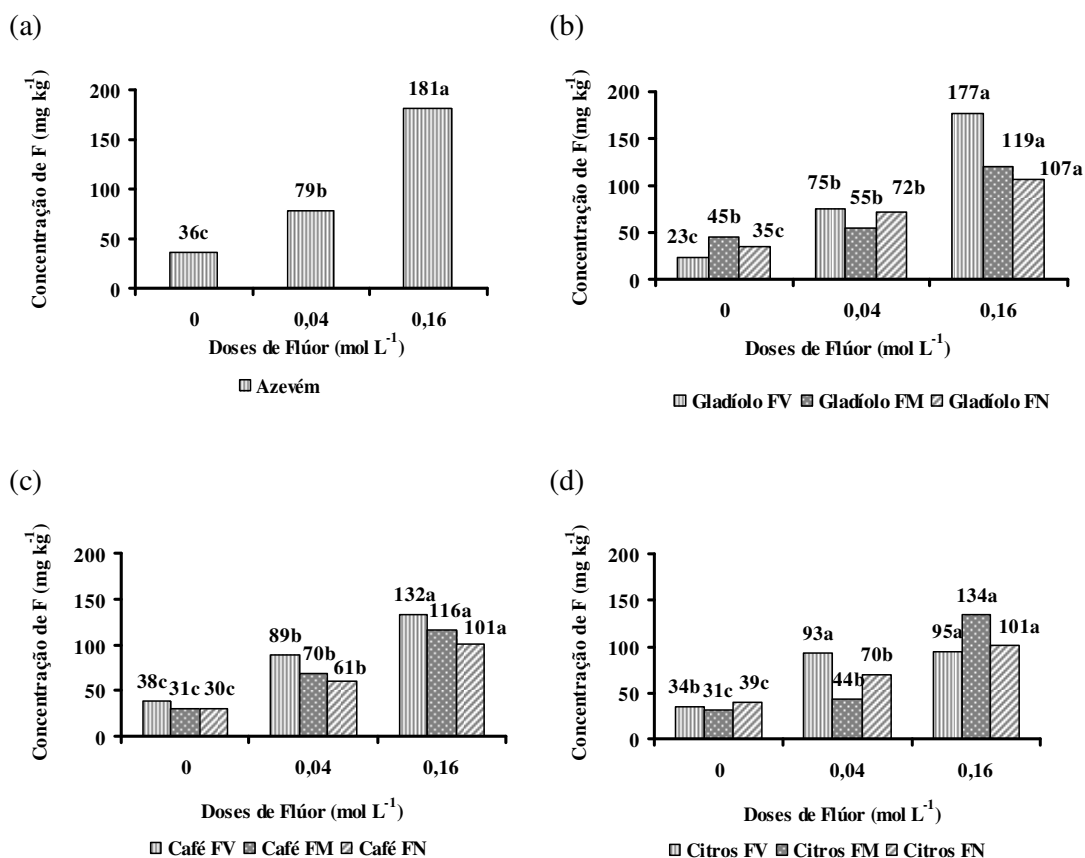 (a)
Concentração de F (mg kg-1)
200
150
100
50
0
36c
79b
181a
0 0,04 0,16
Doses de Flúor (mol L-1)
Azevém
(b)
Concentração de F(mg kg-1)
200
150
100
50
0
23c 45b 35c
75b 55b 72b
177a 119a 107a
0 0,04 0,16
Doses de Flúor (mol L-1)
Gladíolo FV Gladíolo FM Gladíolo FN
(c)
Concentração de F (mg kg-1)
200
150
100
50
0
38c 31c 30c
89b 70b 61b
132a 116a 101a
0 0,04 0,16
Doses de Flúor (mol L-1)
Café FV Café FM Café FN
(d)
Concentração de F (mg kg-1)
200
150
100
50
0
34b 31c 39c
93a 44b 70b
95a 134a 101a
0 0,04 0,16
Doses de Flúor (mol L-1)
Citros FV Citros FM Citros FN